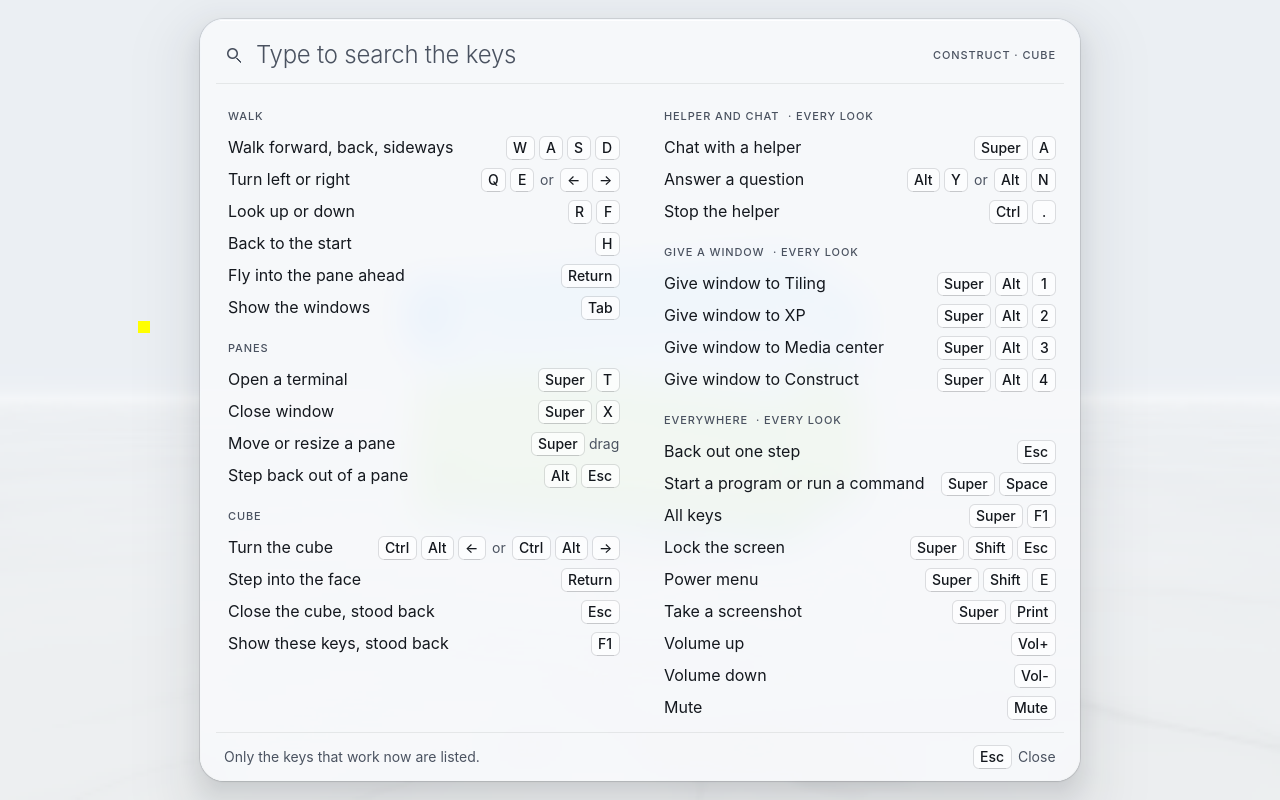 Type to search the keys
CONSTRUCT · CUBE
WALK
Walk forward, back, sideways W A S D
Turn left or right Q E or ← →
Look up or down R F
Back to the start H
Fly into the pane ahead Return
Show the windows Tab
PANES
Open a terminal Super T
Close window Super X
Move or resize a pane Super drag
Step back out of a pane Alt Esc
CUBE
Turn the cube Ctrl Alt ← or Ctrl Alt →
Step into the face Return
Close the cube, stood back Esc
Show these keys, stood back F1
HELPER AND CHAT · EVERY LOOK
Chat with a helper Super A
Answer a question Alt Y or Alt N
Stop the helper Ctrl .
GIVE A WINDOW · EVERY LOOK
Give window to Tiling Super Alt 1
Give window to XP Super Alt 2
Give window to Media center Super Alt 3
Give window to Construct Super Alt 4
EVERYWHERE · EVERY LOOK
Back out one step Esc
Start a program or run a command Super Space
All keys Super F1
Lock the screen Super Shift Esc
Power menu Super Shift E
Take a screenshot Super Print
Volume up Vol+
Volume down Vol-
Mute Mute
Only the keys that work now are listed.
Esc Close